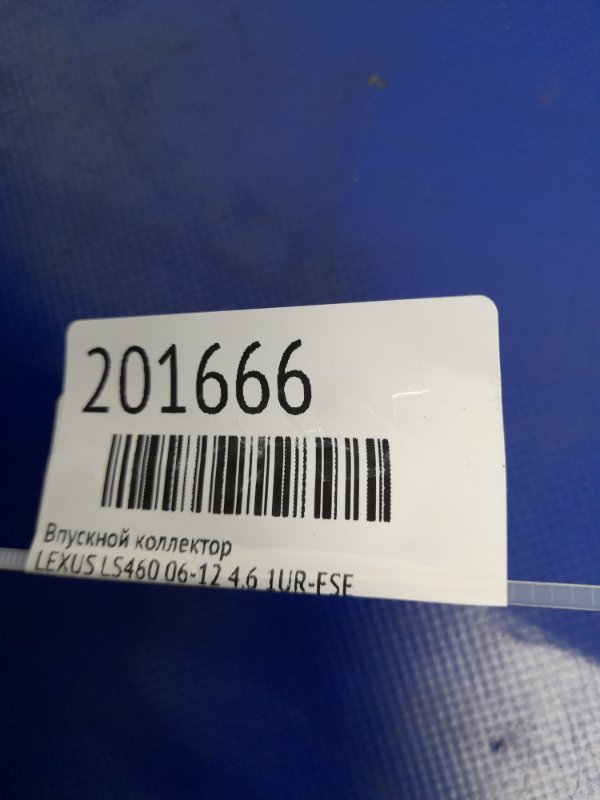 201666
Впускной коллектор
LEXUS LS460 06-12 4.6 1UR-FSE